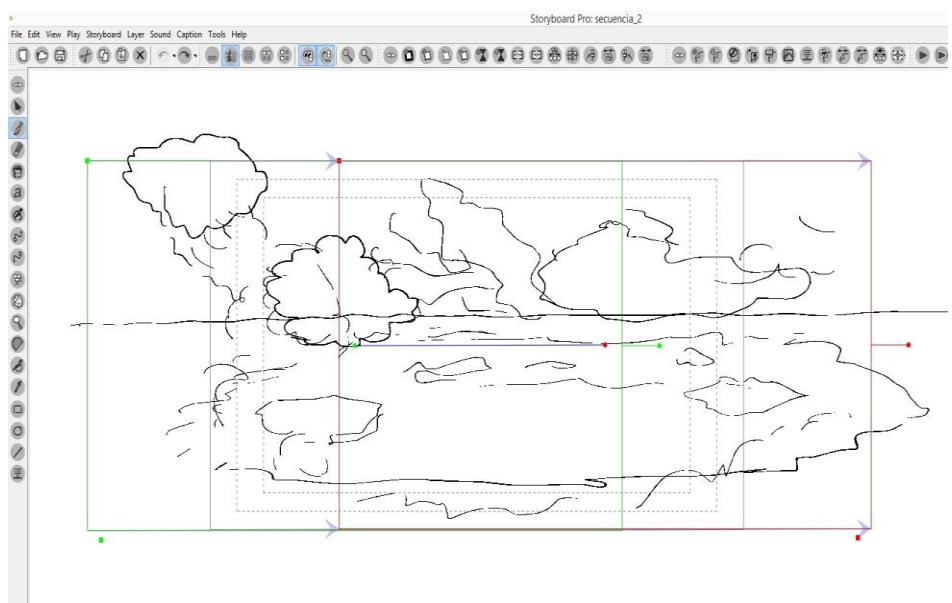 Storyboard Pro: secuencia_2
File Edit View Play Storyboard Layer Sound Caption Tools Help
a